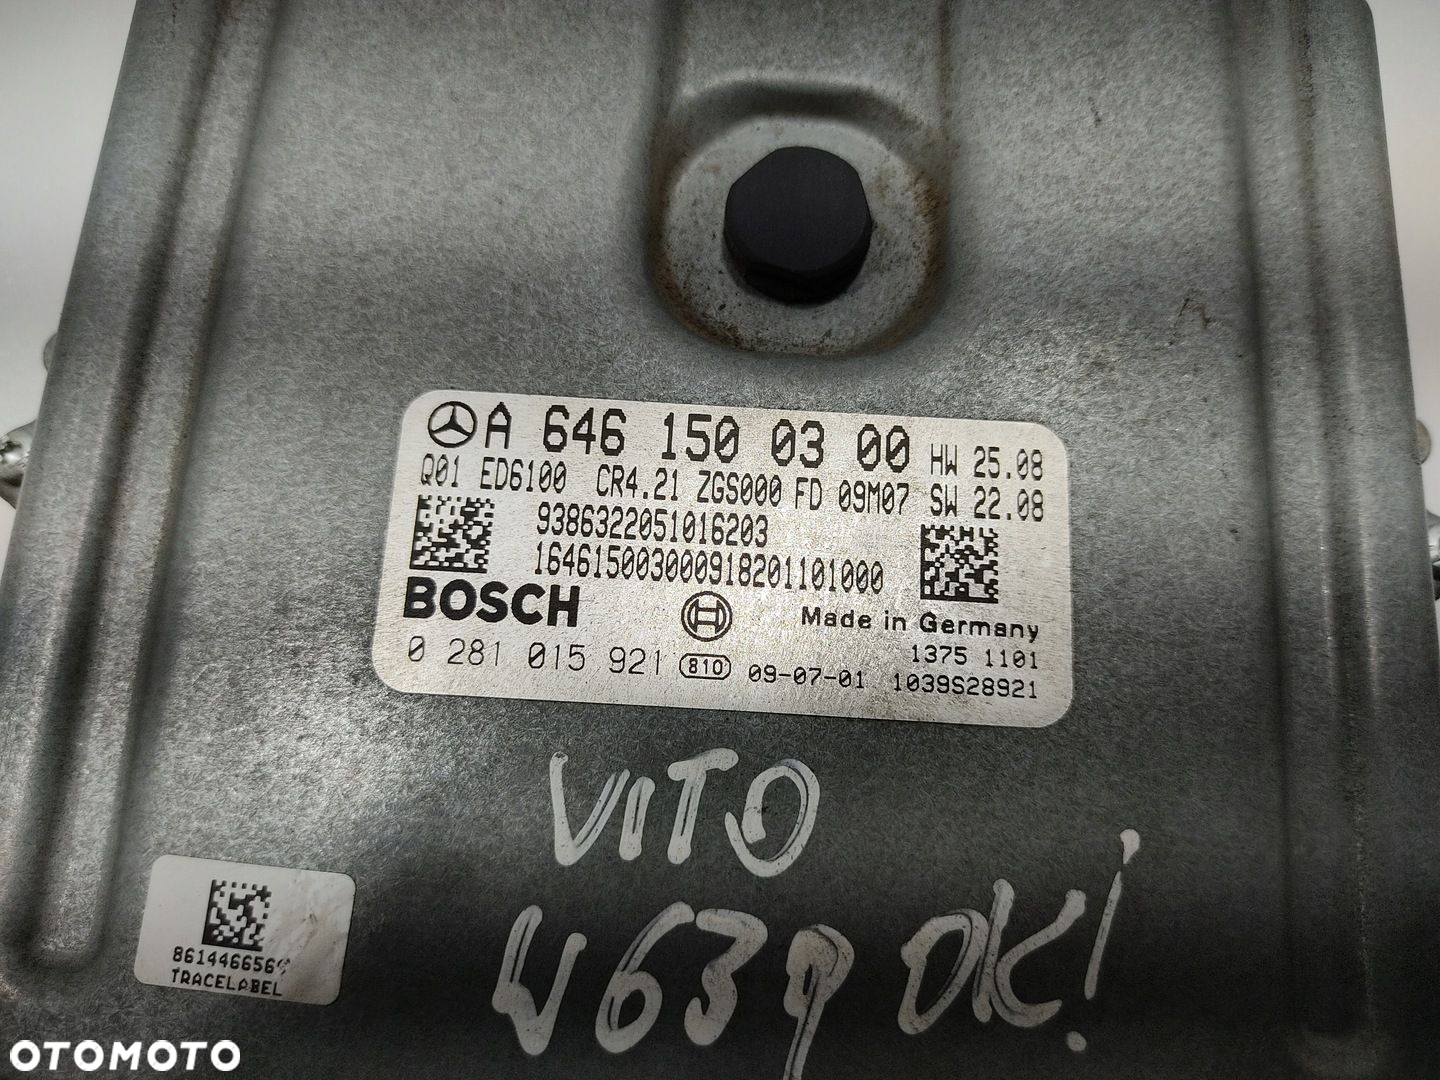 A 646 150 03 00 HW 25.08
Q01 ED6100 CR4.21 ZGS000 FD 09M07 SW 22.08
9386322051016203
164615003000918201101000
BOSCH Made in Germany
0 281 015 921 810 09-07-01 1375 1101
1039S28921
VITO
W639 OK!
TRACELABEL
OTOMOTO